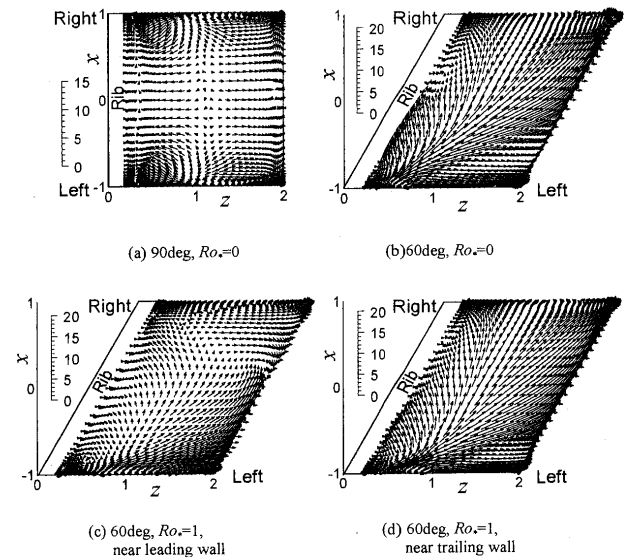 Right
1
x
15
10
5
0
Rib
0
Left
-1
1
z
2
(a) 90deg, Ro*=0
1
Right
20
15
10
5
0
x
0
Rib
-1
0
1
z
2
Left
(b)60deg, Ro*=0
1
Right
20
15
10
5
0
x
0
Rib
-1
0
1
z
2
Left
(c) 60deg, Ro*=1,
near leading wall
1
Right
20
15
10
5
0
x
0
Rib
-1
0
1
z
2
Left
(d) 60deg, Ro*=1,
near trailing wall